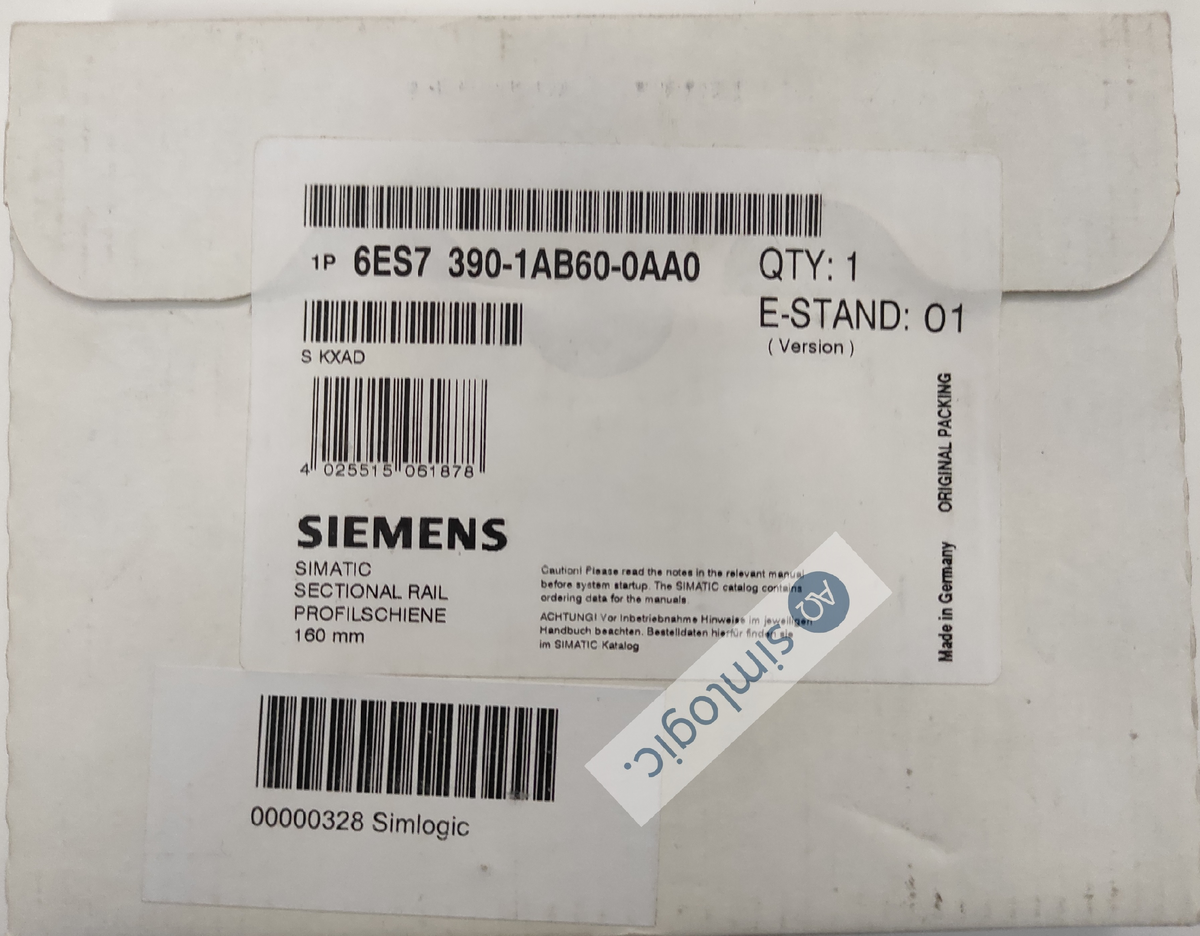 1P 6ES7 390-1AB60-0AA0
QTY: 1
E-STAND: 01
( Version )
S KXAD
4 025515 061878
SIEMENS
SIMATIC
SECTIONAL RAIL
PROFILSCHIENE
160 mm
Caution! Please read the notes in the relevant manual
before system startup. The SIMATIC catalog contains
ordering data for the manuals.
ACHTUNG! Vor Inbetriebnahme Hinweise im jeweiligen
Handbuch beachten. Bestelldaten hierfür finden sie
im SIMATIC Katalog
Made in Germany ORIGINAL PACKING
AQ simlogic.
00000328 Simlogic